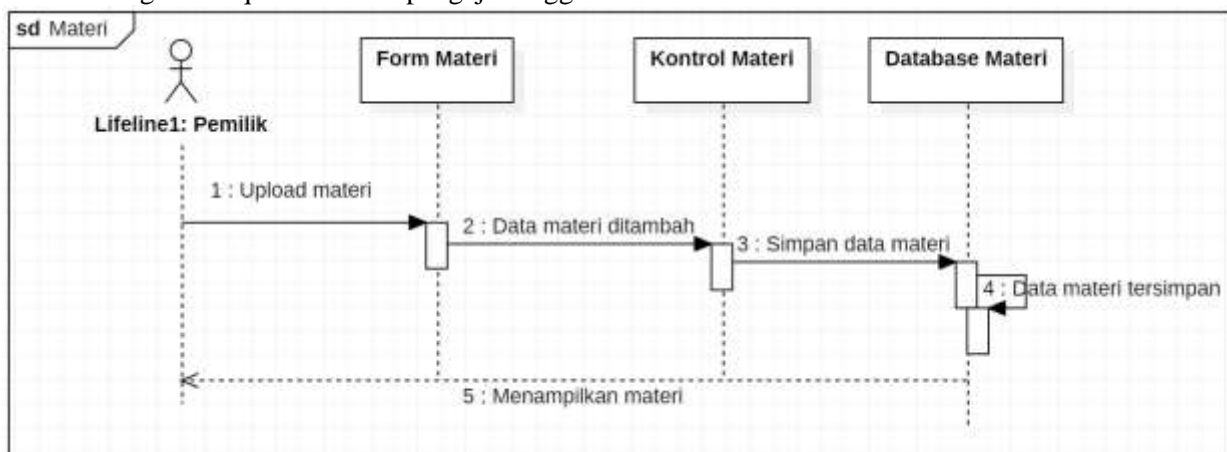 sd Materi
Form Materi
Kontrol Materi
Database Materi
Lifeline1: Pemilik
1 : Upload materi
2 : Data materi ditambah
3 : Simpan data materi
4 : Data materi tersimpan
5 : Menampilkan materi